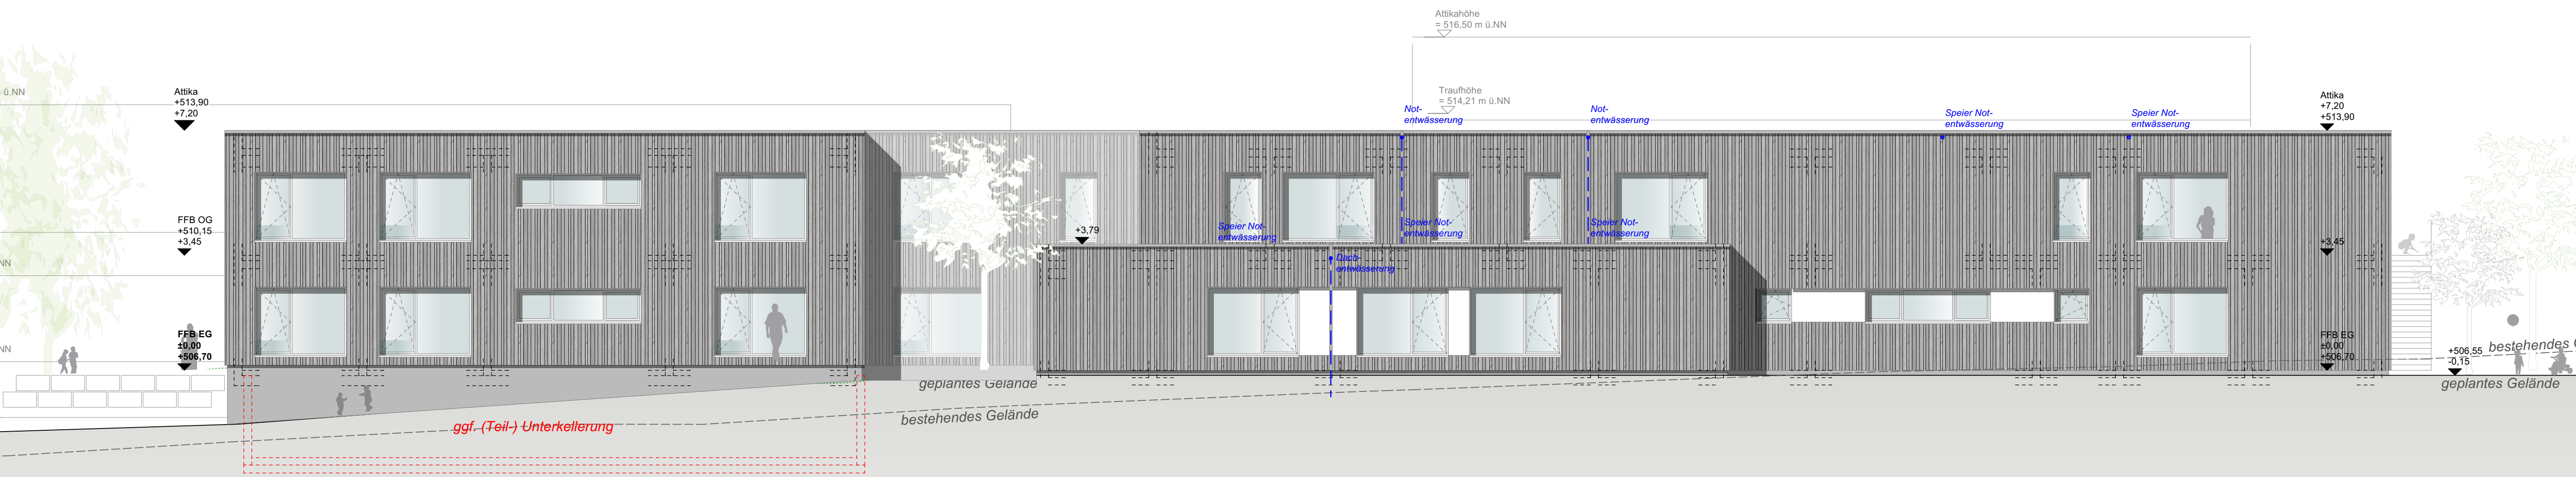 Attikahöhe
= 516,50 m ü.NN
Traufhöhe
= 514,21 m ü.NN
ü.NN
Attika
+513,90
+7,20
Not-
entwässerung
Not-
entwässerung
Speier Not-
entwässerung
Speier Not-
entwässerung
Attika
+7,20
+513,90
FFB OG
+510,15
+3,45
+3,79
Speier Not-
entwässerung
Speier Not-
entwässerung
Speier Not-
entwässerung
+3,45
NN
Dach-
entwässerung
FFB EG
±0,00
+506,70
NN
FFB EG
±0,00
+506,70
+506,55
-0,15
bestehendes G
geplantes Gelände
geplantes Gelände
bestehendes Gelände
ggf. (Teil-) Unterkellerung